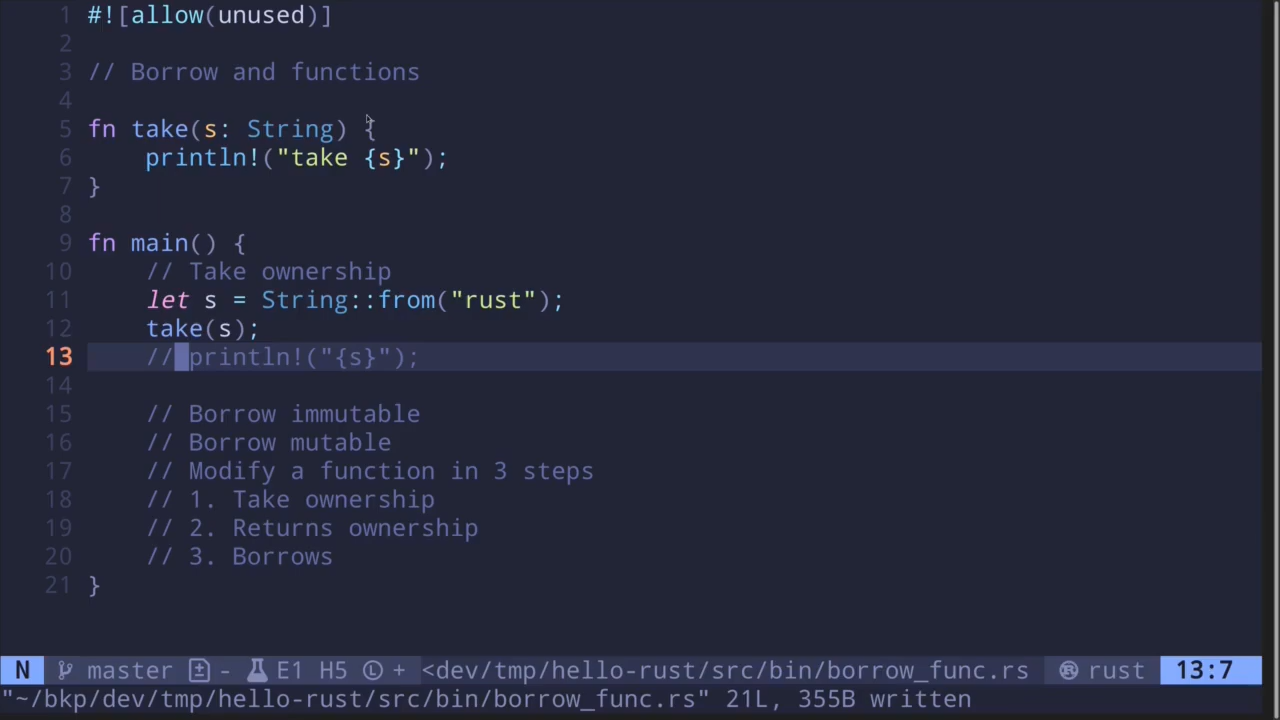 1 #![allow(unused)]
2
3 // Borrow and functions
4
5 fn take(s: String) {
6     println!("take {s}");
7 }
8
9 fn main() {
10     // Take ownership
11     let s = String::from("rust");
12     take(s);
13     // println!("{s}");
14
15     // Borrow immutable
16     // Borrow mutable
17     // Modify a function in 3 steps
18     // 1. Take ownership
19     // 2. Returns ownership
20     // 3. Borrows
21 }
N master - E1 H5 + <dev/tmp/hello-rust/src/bin/borrow_func.rs rust 13:7
"~/bkp/dev/tmp/hello-rust/src/bin/borrow_func.rs" 21L, 355B written